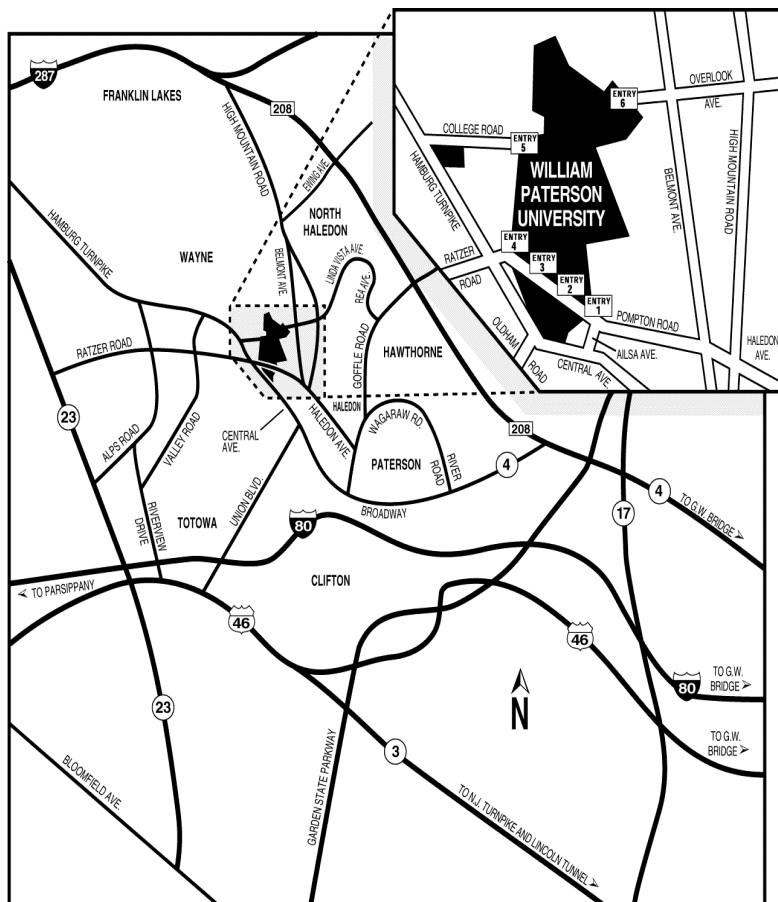 287
FRANKLIN LAKES
208
HIGH MOUNTAIN ROAD
EWING AVE.
NORTH
HALEDON
HAMBURG TURNPIKE
WAYNE
BELMONT AVE.
LINDA VISTA AVE
REA AVE.
RATZER ROAD
GOFFLE ROAD
HAWTHORNE
23
ALPS ROAD
VALLEY ROAD
CENTRAL
AVE.
HALEDON AVE.
HALEDON
WAGARAW RD.
PATERSON
RIVER
ROAD
208
4
BROADWAY
UNION BLVD.
RIVERVIEW
DRIVE
TOTOWA
80
17
4
TO G.W. BRIDGE
TO PARSIPPANY
CLIFTON
46
46
80
TO G.W.
BRIDGE
TO G.W.
BRIDGE
N
23
3
BLOOMFIELD AVE.
GARDEN STATE PARKWAY
TO N.J. TURNPIKE AND LINCOLN TUNNEL
OVERLOOK
AVE.
ENTRY
6
COLLEGE ROAD
ENTRY
5
HAMBURG TURNPIKE
WILLIAM
PATERSON
UNIVERSITY
BELMONT AVE.
HIGH MOUNTAIN ROAD
ENTRY
4
ENTRY
3
ENTRY
2
ENTRY
1
RATZER
ROAD
POMPTON ROAD
OLDHAM
ROAD
CENTRAL AVE.
AILSA AVE.
HALEDON
AVE.